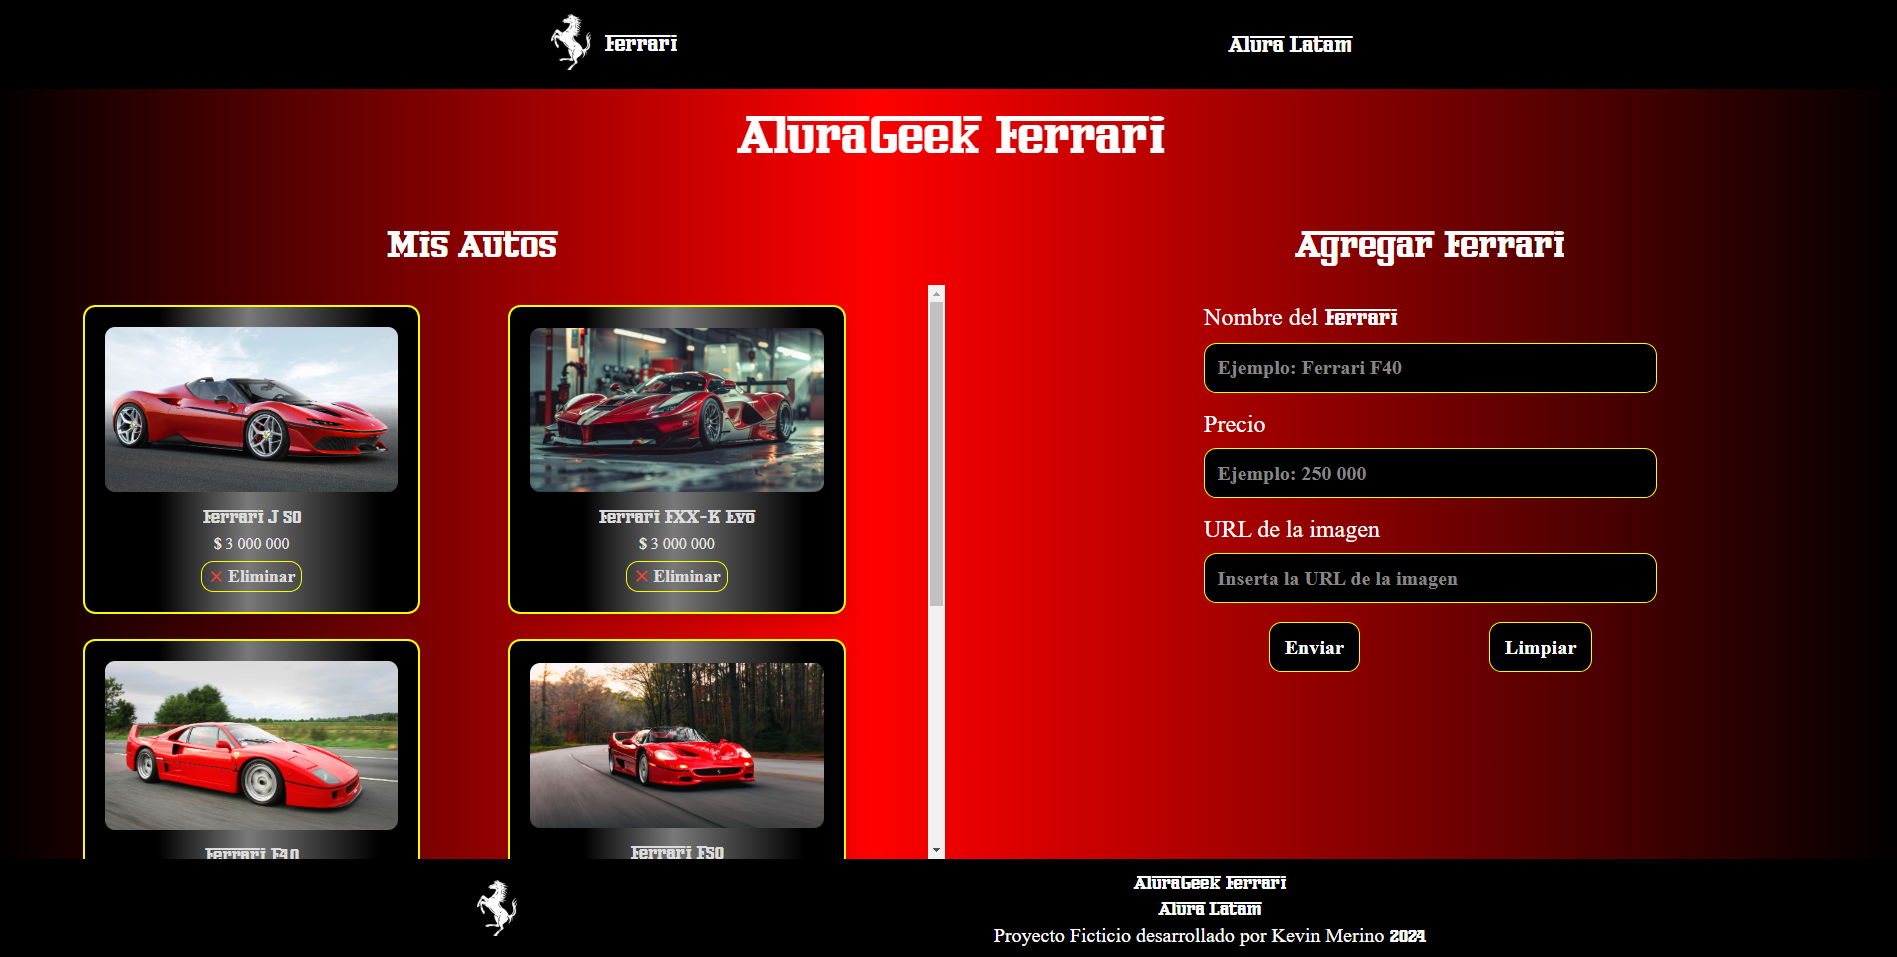 Ferrari
Alura Latam
AluraGeek Ferrari
Mis Autos
Ferrari J 50
$ 3 000 000
❌ Eliminar
Ferrari FXX-K Evo
$ 3 000 000
❌ Eliminar
Ferrari F40
Ferrari F50
Agregar Ferrari
Nombre del Ferrari
Ejemplo: Ferrari F40
Precio
Ejemplo: 250 000
URL de la imagen
Inserta la URL de la imagen
Enviar
Limpiar
AluraGeek Ferrari
Alura Latam
Proyecto Ficticio desarrollado por Kevin Merino 2024